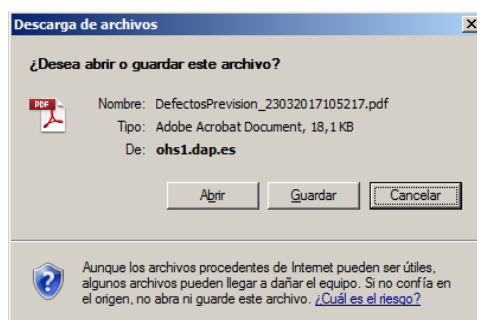 Descarga de archivos
¿Desea abrir o guardar este archivo?
PDF
Nombre: DefectosPrevision_23032017105217.pdf
Tipo: Adobe Acrobat Document, 18,1 KB
De: ohs1.dap.es
Abrir Guardar Cancelar
Aunque los archivos procedentes de Internet pueden ser útiles,
algunos archivos pueden llegar a dañar el equipo. Si no confía en
el origen, no abra ni guarde este archivo. ¿Cuál es el riesgo?